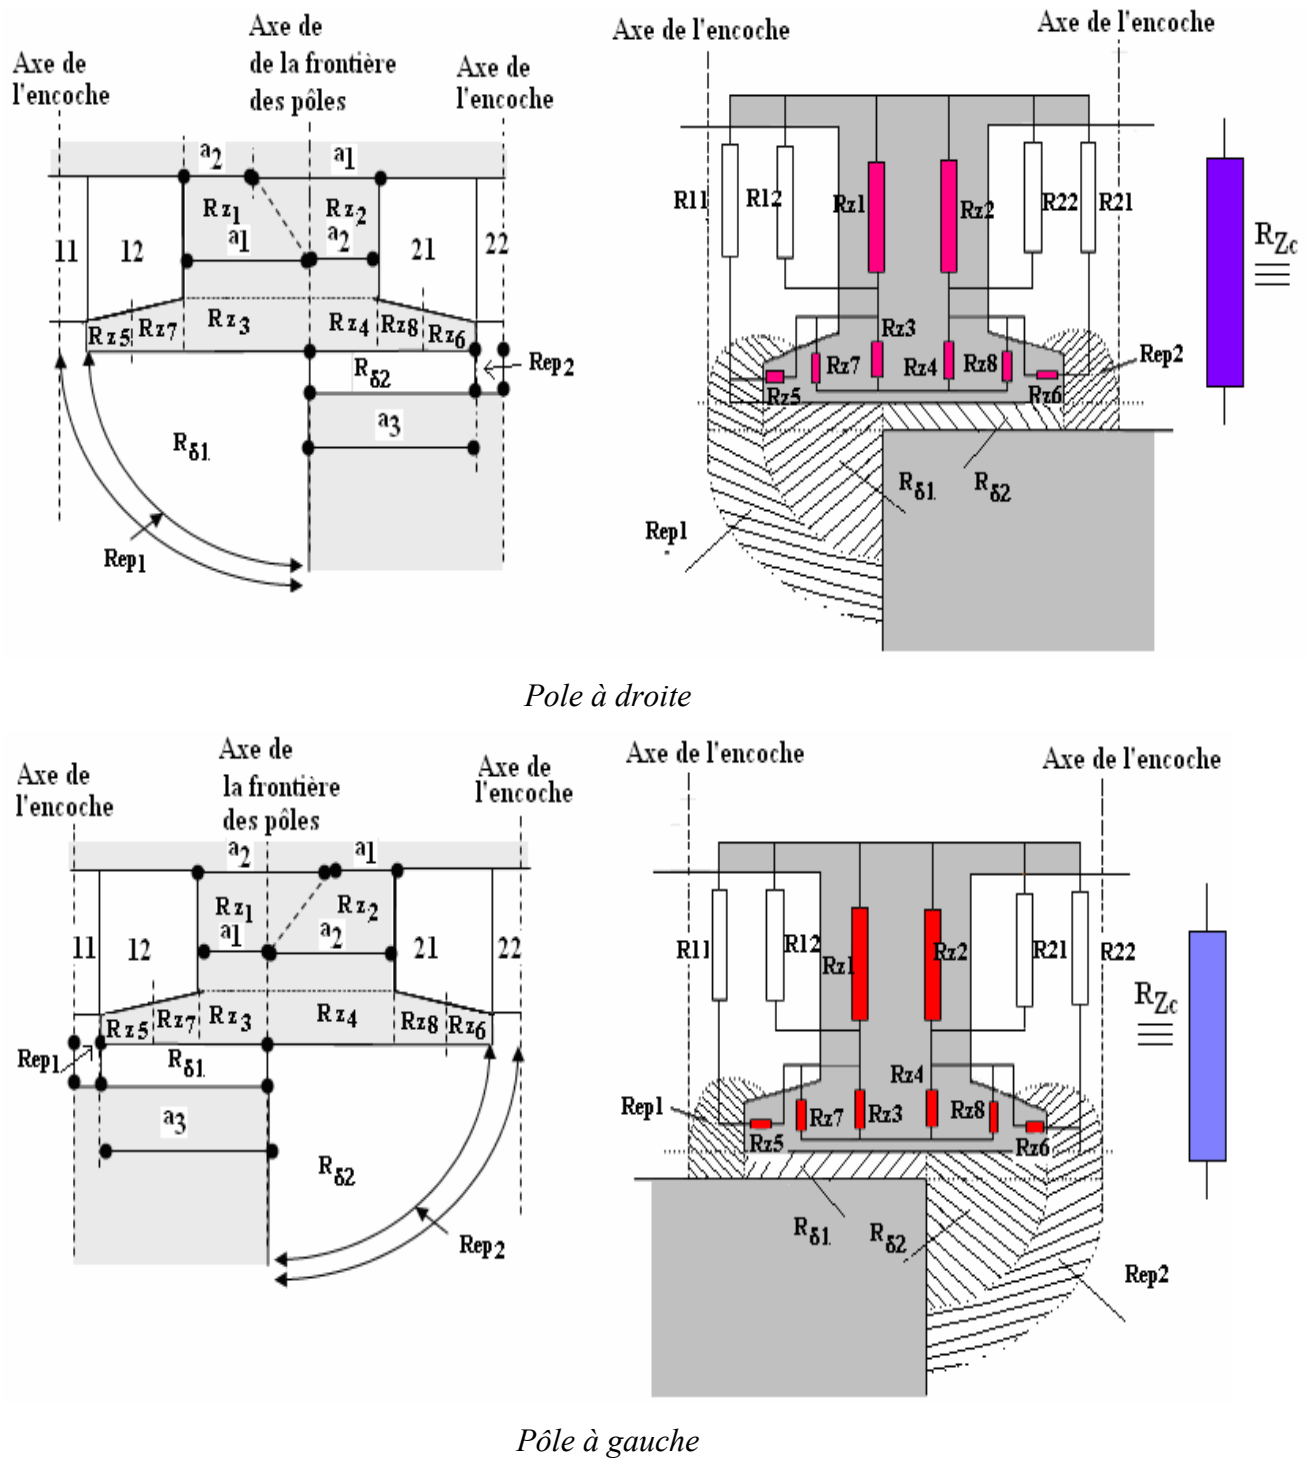 Axe de
de la frontière
des pôles
Axe de
l'encoche
Axe de
l'encoche
a2
a1
Rz1
Rz2
a1
a2
11
12
21
22
Rz5
Rz7
Rz3
Rz4
Rz8
Rz6
Rδ2
Rep2
a3
Rδ1
Rep1
Axe de l'encoche
Axe de l'encoche
R11
R12
Rz1
Rz2
R22
R21
RZc
Rz3
Rz7
Rz4
Rz8
Rep2
Rz5
Rz6
Rδ1
Rδ2
Rep1
Pole à droite
Axe de
la frontière
des pôles
Axe de
l'encoche
Axe de
l'encoche
a2
a1
Rz1
Rz2
a1
a2
11
12
21
22
Rz5
Rz7
Rz3
Rz4
Rz8
Rz6
Rep1
Rδ1
a3
Rδ2
Rep2
Axe de l'encoche
Axe de l'encoche
R11
R12
Rz1
Rz2
R21
R22
RZc
Rz4
Rep1
Rz7
Rz3
Rz8
Rz5
Rz6
Rδ1
Rδ2
Rep2
Pôle à gauche